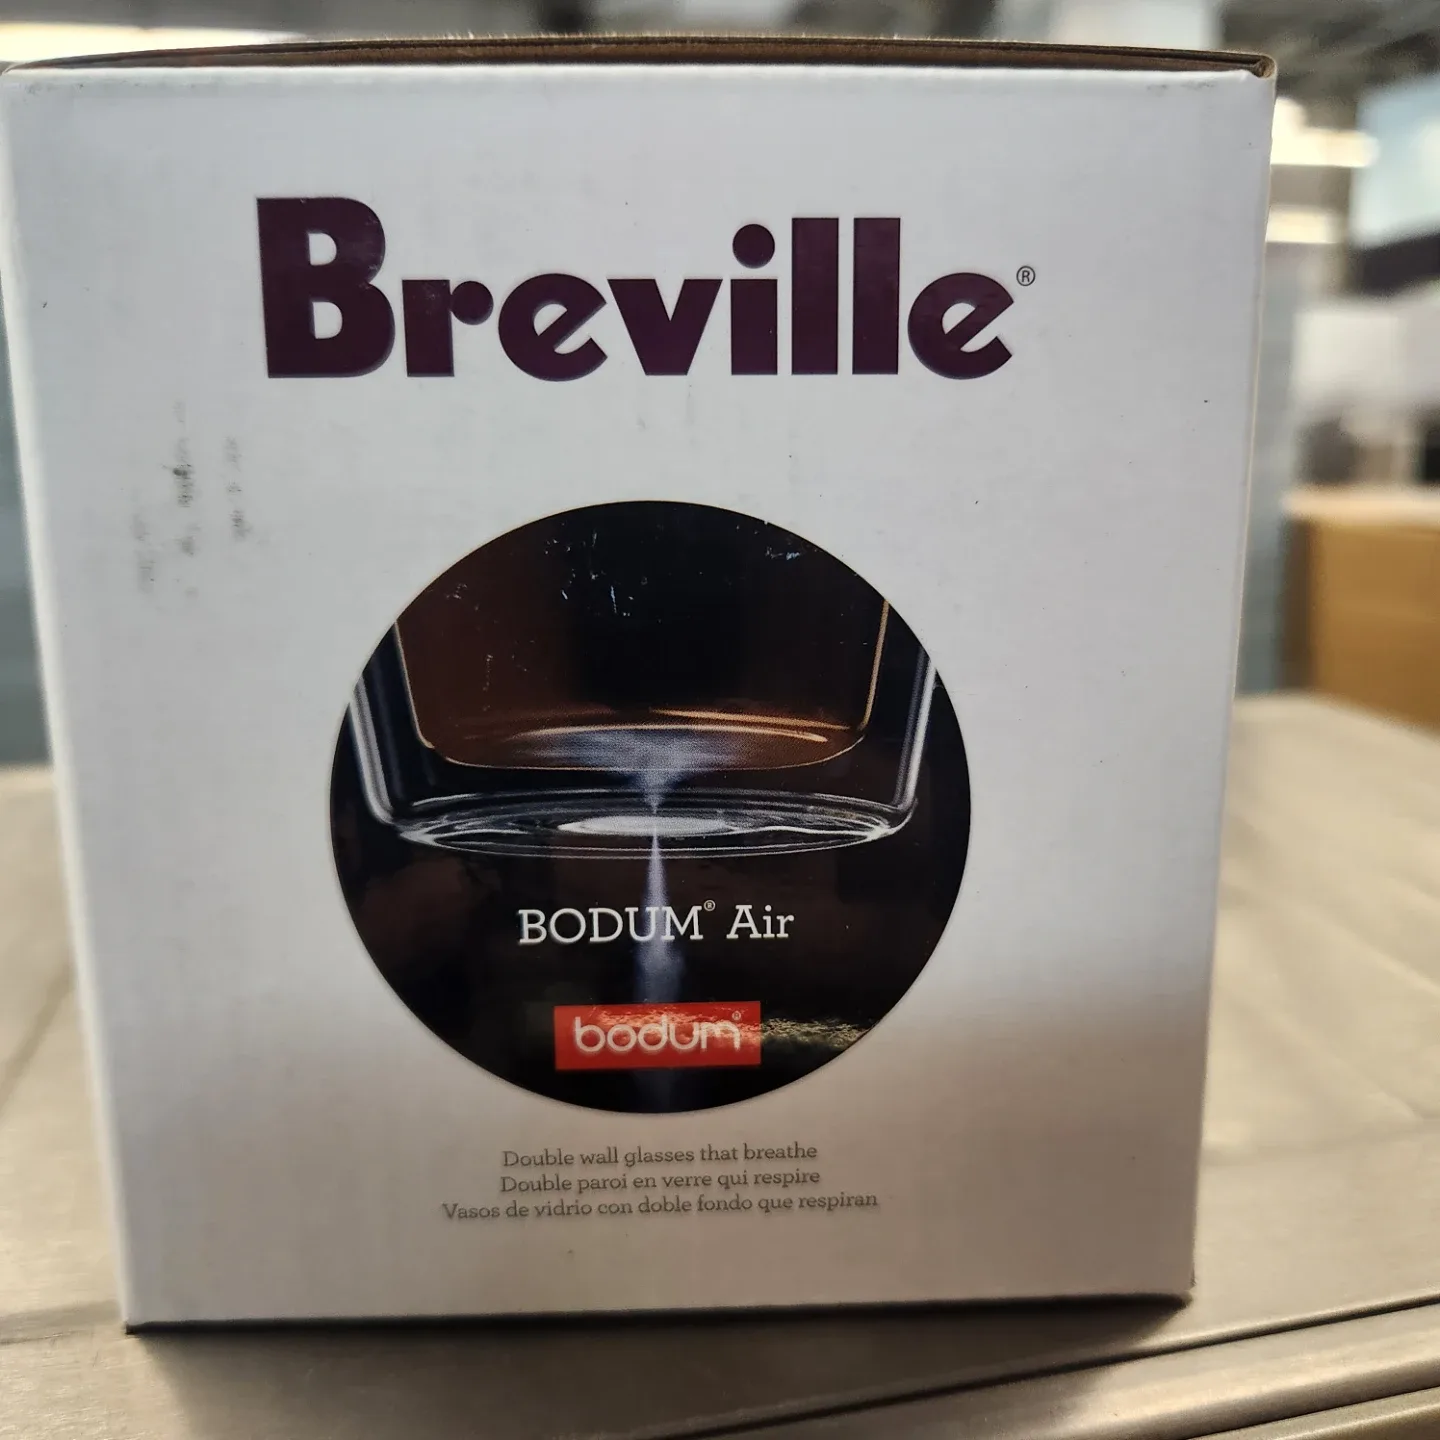 Breville®
BODUM® Air
bodum®
Double wall glasses that breathe
Double paroi en verre qui respire
Vasos de vidrio con doble fondo que respiran